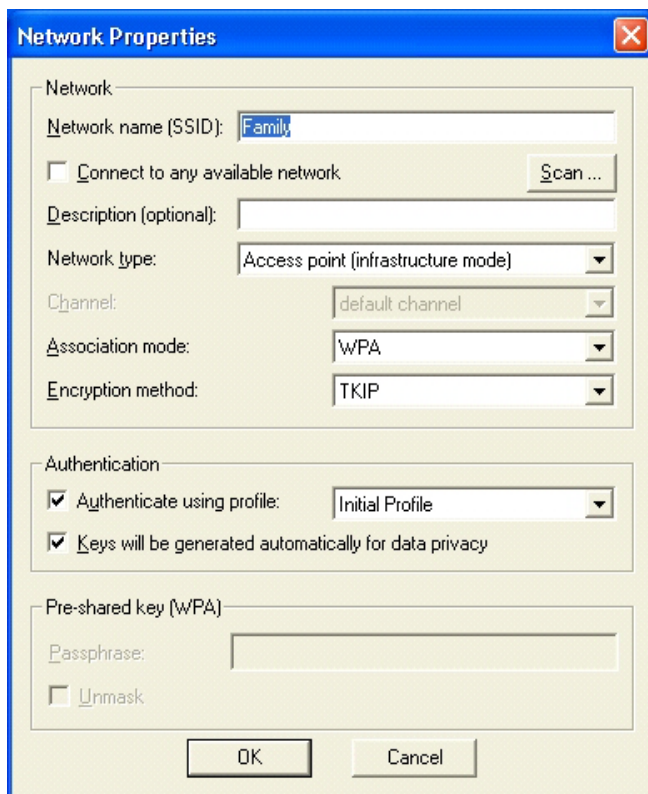 Network Properties
Network
Network name (SSID): Family
Connect to any available network Scan ...
Description (optional):
Network type: Access point (infrastructure mode)
Channel: default channel
Association mode: WPA
Encryption method: TKIP
Authentication
Authenticate using profile: Initial Profile
Keys will be generated automatically for data privacy
Pre-shared key (WPA)
Passphrase:
Unmask
OK Cancel